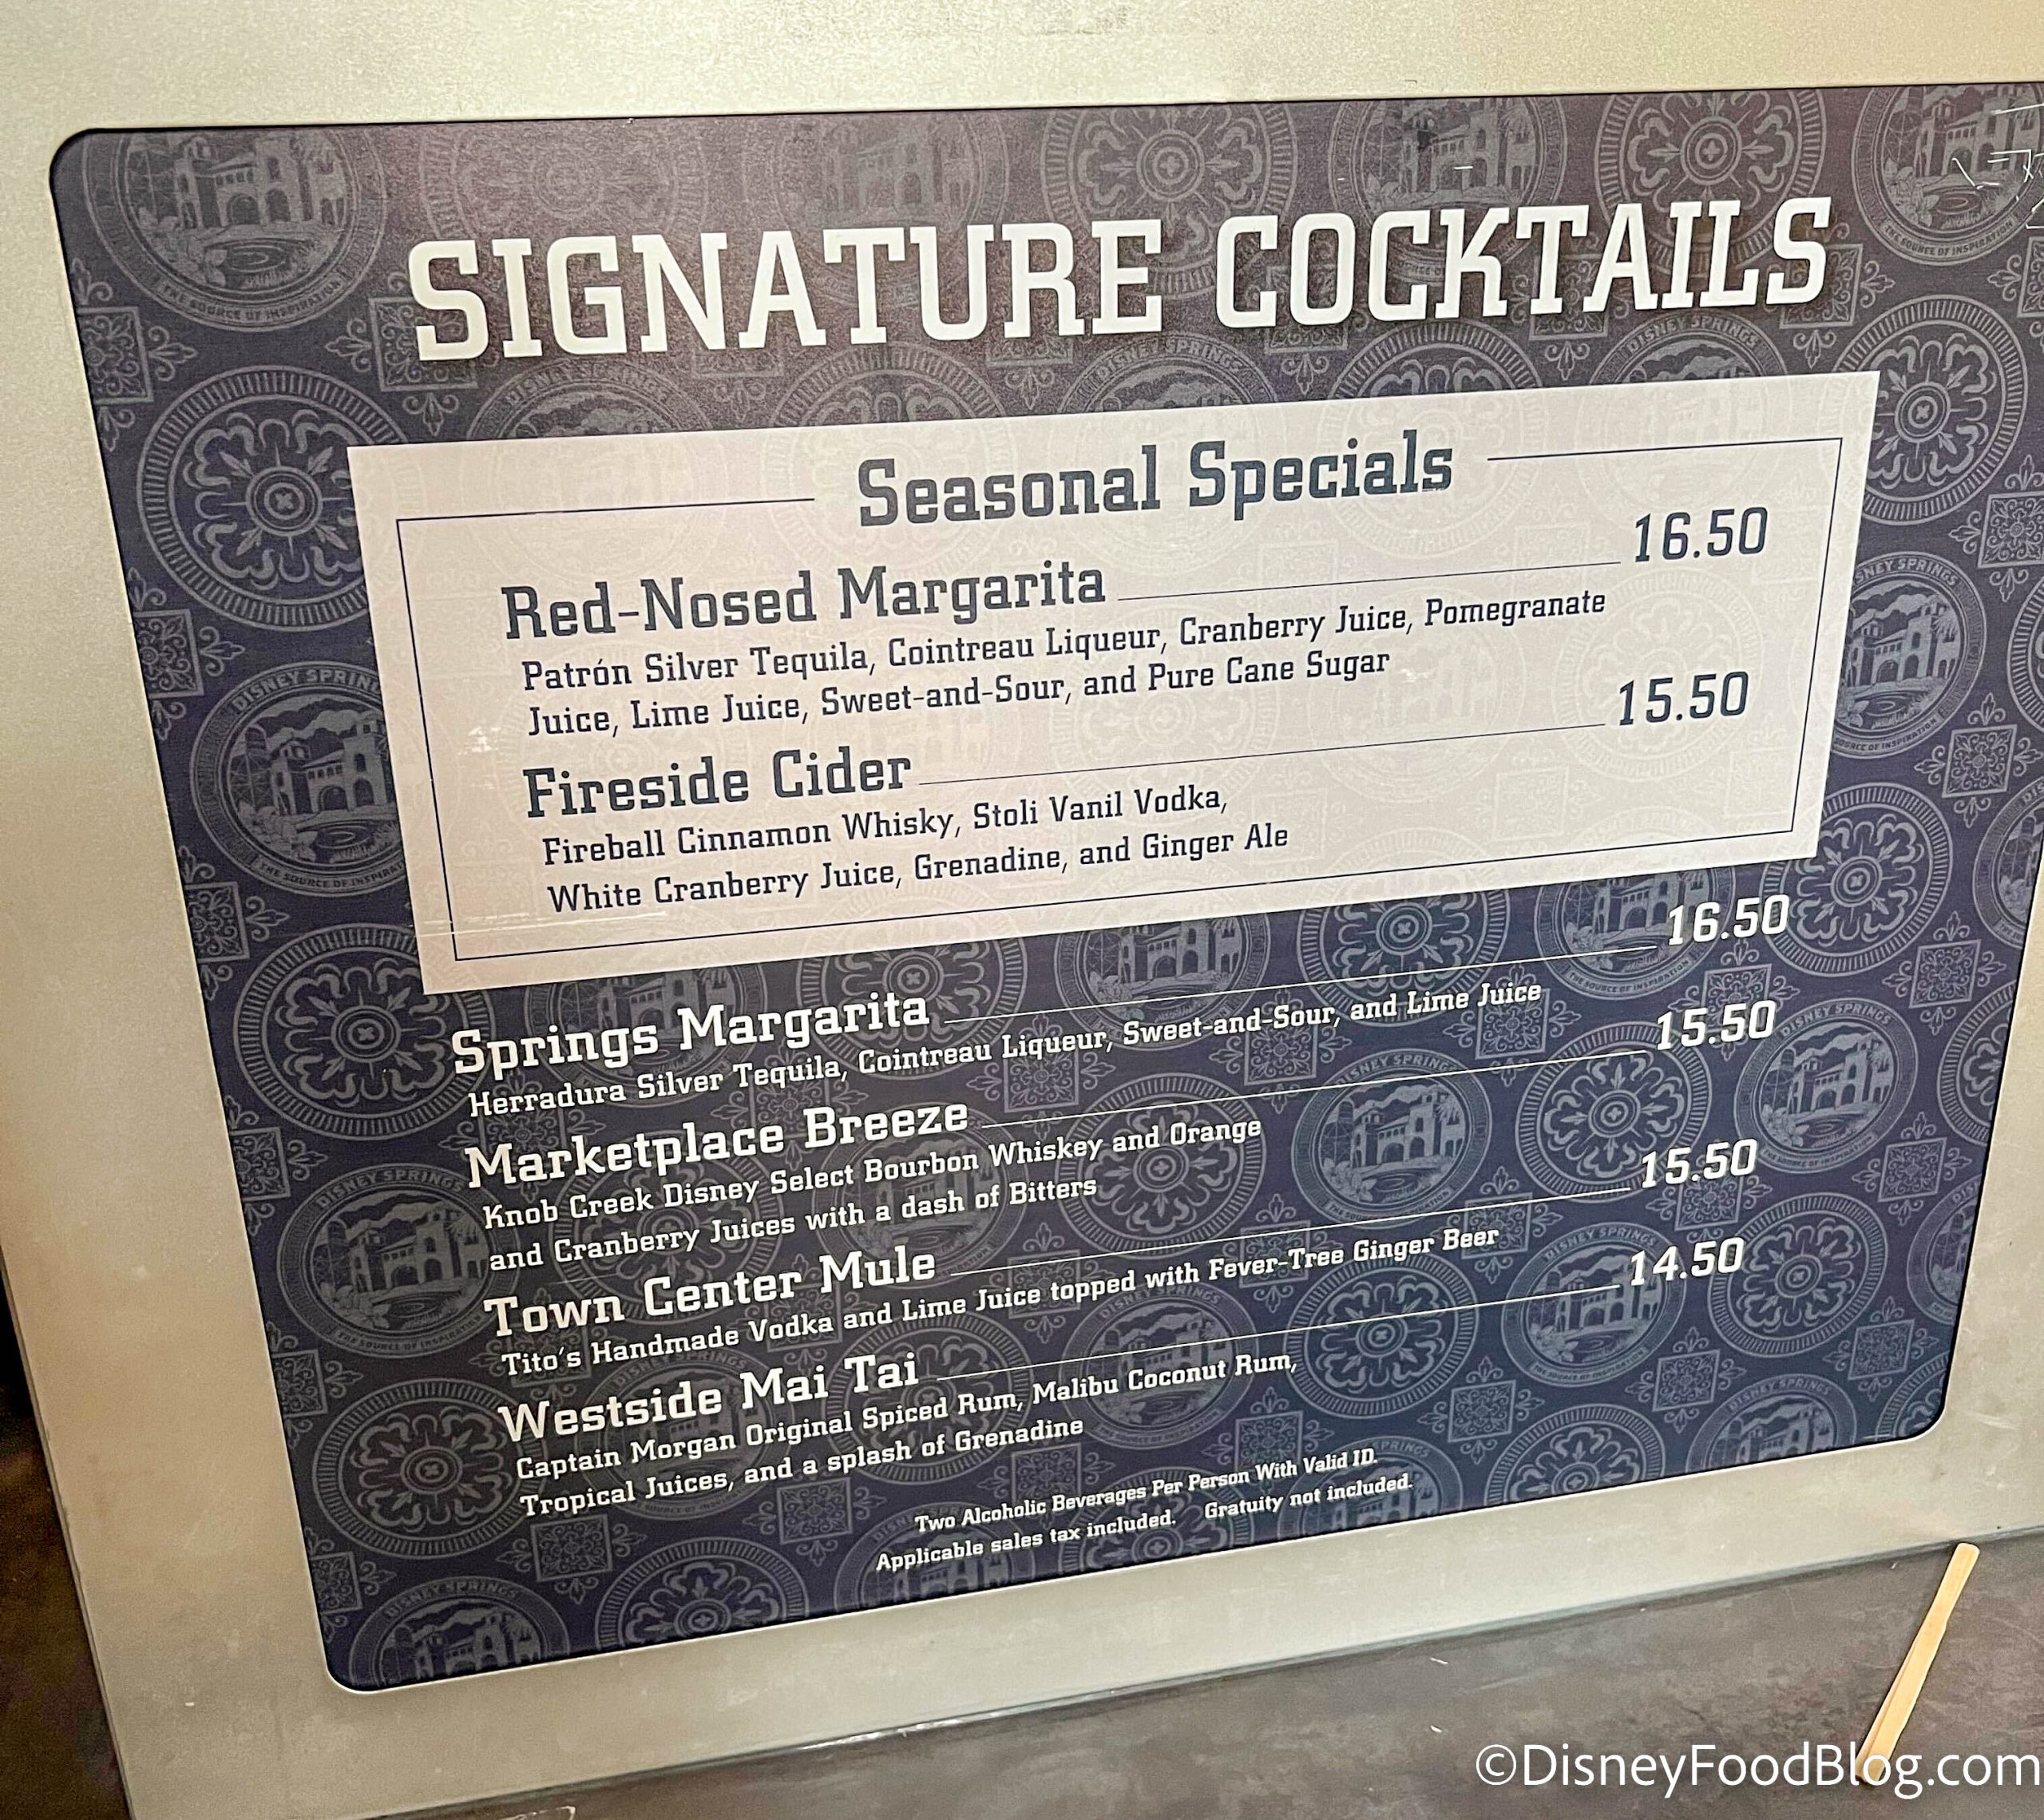 SIGNATURE COCKTAILS
Seasonal Specials
Red-Nosed Margarita 16.50
Patrón Silver Tequila, Cointreau Liqueur, Cranberry Juice, Pomegranate
Juice, Lime Juice, Sweet-and-Sour, and Pure Cane Sugar
Fireside Cider 15.50
Fireball Cinnamon Whisky, Stoli Vanil Vodka,
White Cranberry Juice, Grenadine, and Ginger Ale
Springs Margarita 16.50
Herradura Silver Tequila, Cointreau Liqueur, Sweet-and-Sour, and Lime Juice
Marketplace Breeze 15.50
Knob Creek Disney Select Bourbon Whiskey and Orange
and Cranberry Juices with a dash of Bitters
Town Center Mule 15.50
Tito's Handmade Vodka and Lime Juice topped with Fever-Tree Ginger Beer
Westside Mai Tai 14.50
Captain Morgan Original Spiced Rum, Malibu Coconut Rum,
Tropical Juices, and a splash of Grenadine
Two Alcoholic Beverages Per Person With Valid ID.
Applicable sales tax included. Gratuity not included.
DISNEY SPRINGS
THE SOURCE OF INSPIRATION
©DisneyFoodBlog.com